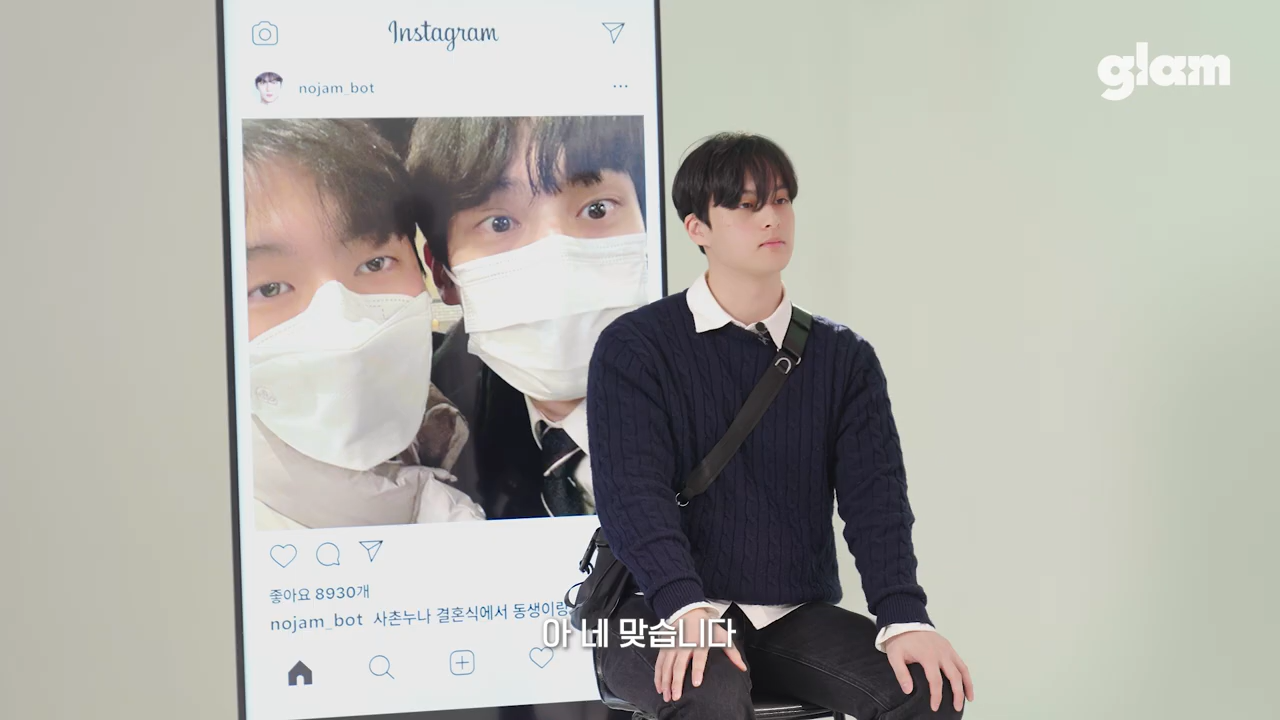 Instagram
glam
nojam_bot
좋아요 8930개
nojam_bot 사촌누나 결혼식에서 동생이랑
아 네 맞습니다